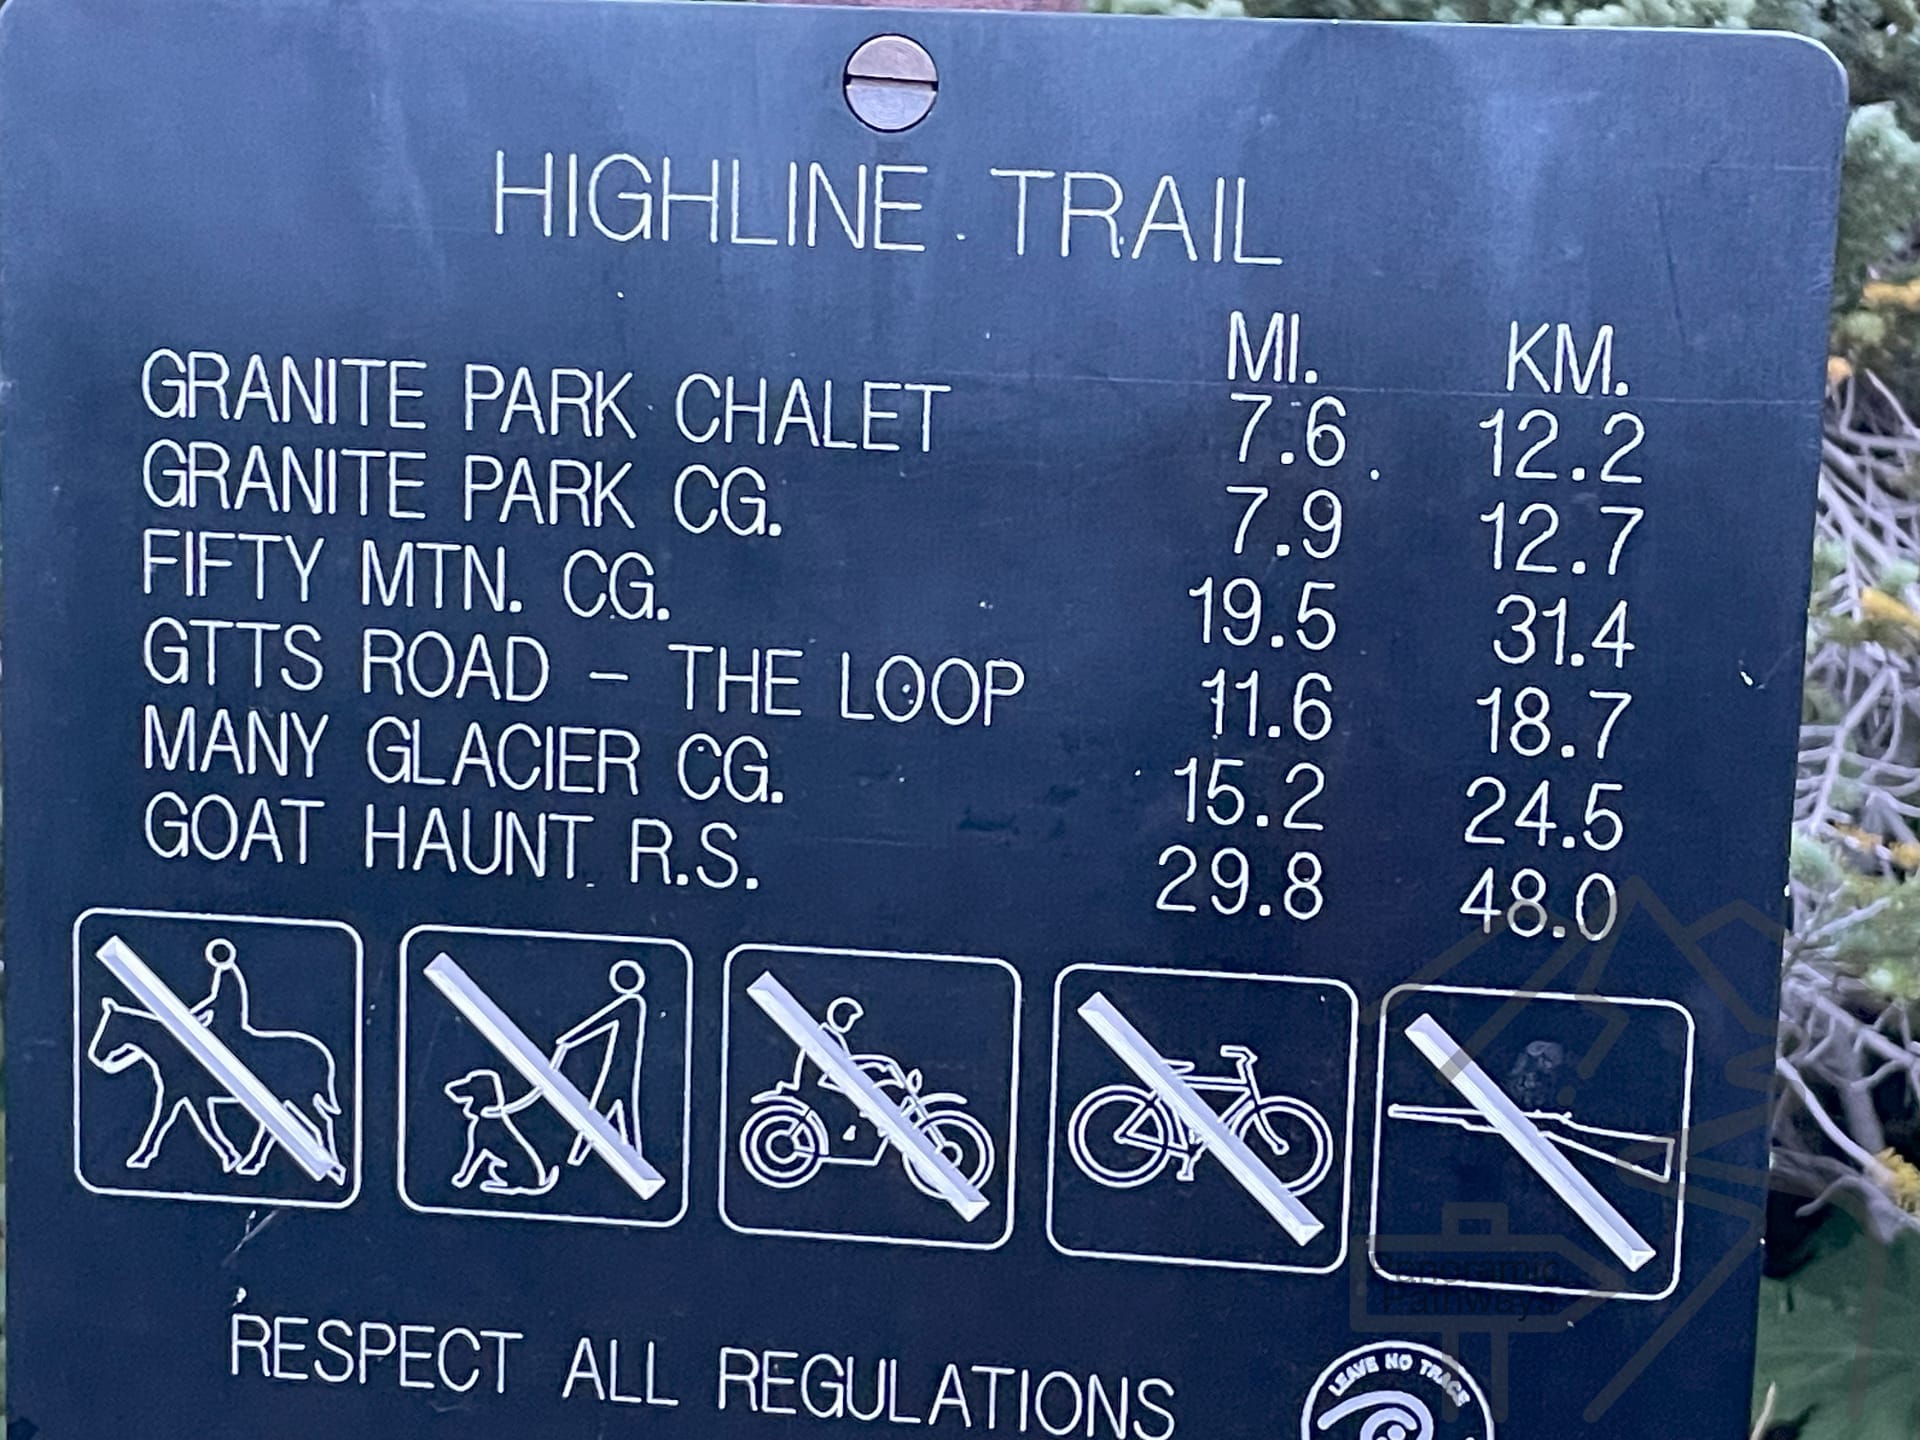 HIGHLINE TRAIL
MI. KM.
GRANITE PARK CHALET 7.6 12.2
GRANITE PARK CG. 7.9 12.7
FIFTY MTN. CG. 19.5 31.4
GTTS ROAD - THE LOOP 11.6 18.7
MANY GLACIER CG. 15.2 24.5
GOAT HAUNT R.S. 29.8 48.0
RESPECT ALL REGULATIONS
LEAVE NO TRACE
Panoramic
Pathways